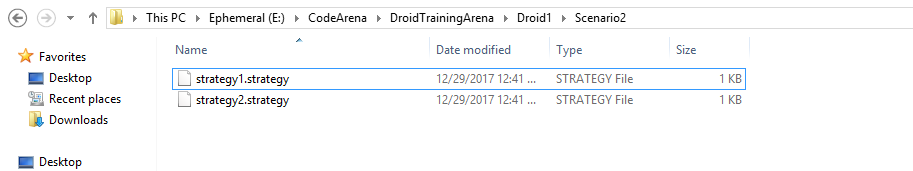 This PC Ephemeral (E:) CodeArena DroidTrainingArena Droid1 Scenario2
Favorites
Desktop
Recent places
Downloads
Desktop
Name Date modified Type Size
strategy1.strategy 12/29/2017 12:41 ... STRATEGY File 1 KB
strategy2.strategy 12/29/2017 12:41 ... STRATEGY File 1 KB